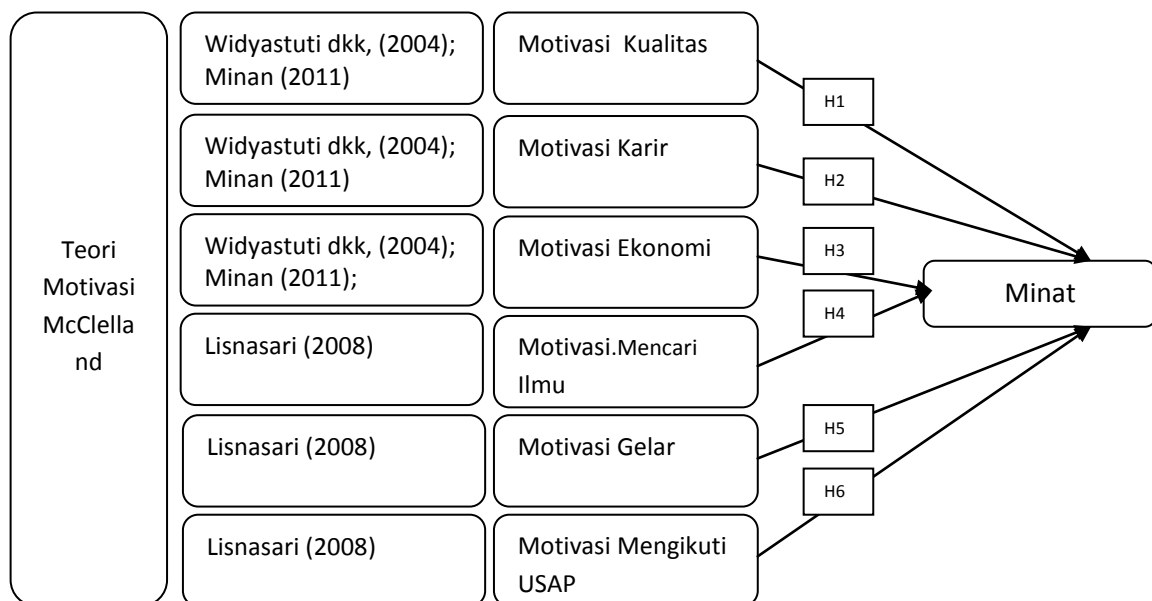 Teori
Motivasi
McClella
nd
Widyastuti dkk, (2004);
Minan (2011)
Motivasi Kualitas
H1
Widyastuti dkk, (2004);
Minan (2011)
Motivasi Karir
H2
Widyastuti dkk, (2004);
Minan (2011);
Motivasi Ekonomi
H3
Lisnasari (2008)
Motivasi.Mencari
Ilmu
H4
Lisnasari (2008)
Motivasi Gelar
H5
Lisnasari (2008)
Motivasi Mengikuti
USAP
H6
Minat